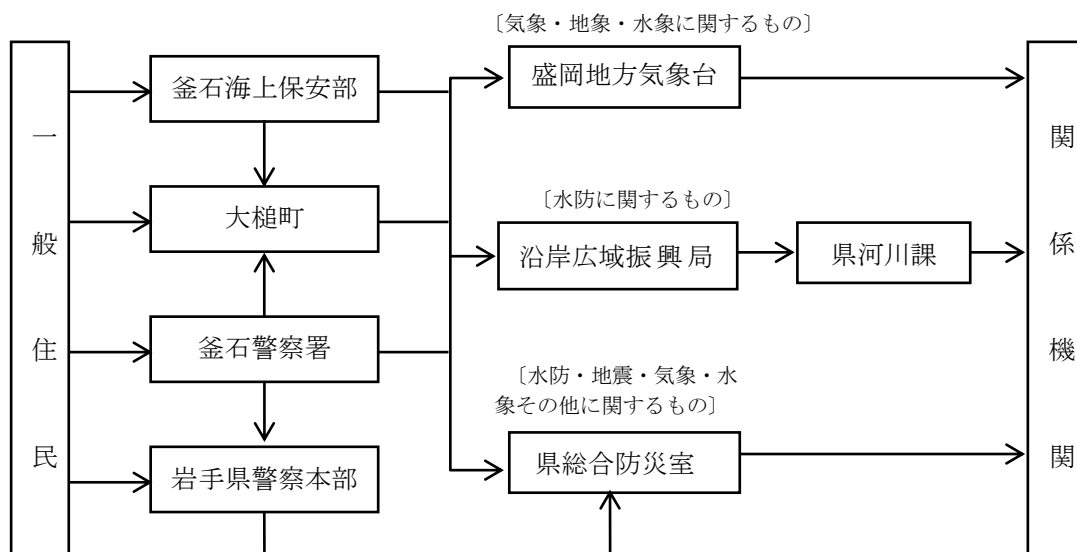 〔気象・地象・水象に関するもの〕
一般住民
釜石海上保安部
盛岡地方気象台
関係機関
大槌町
〔水防に関するもの〕
沿岸広域振興局
県河川課
釜石警察署
〔水防・地震・気象・水
象その他に関するもの〕
県総合防災室
岩手県警察本部